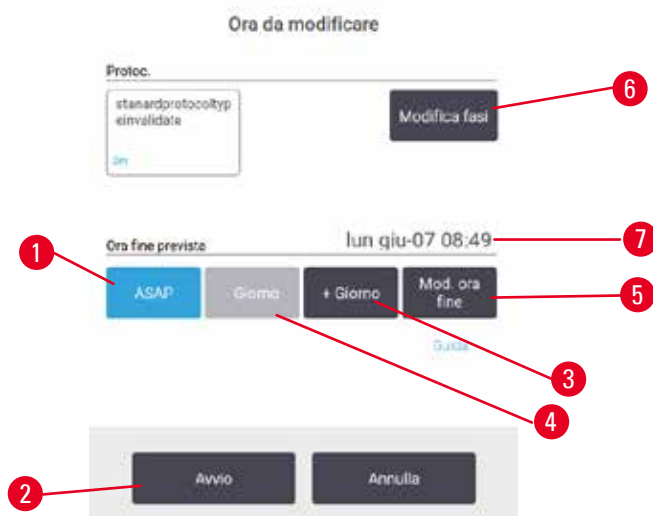 Ora da modificare
Protoc.
stanardprotocoltyp
einvalidate
Modifica fasi
6
Ora fine previste
lun giu-07 08:49
7
1
ASAP
Giorno
+ Giorno
Mod. ora
fine
5
Guida
3
4
Avvio
Annulla
2